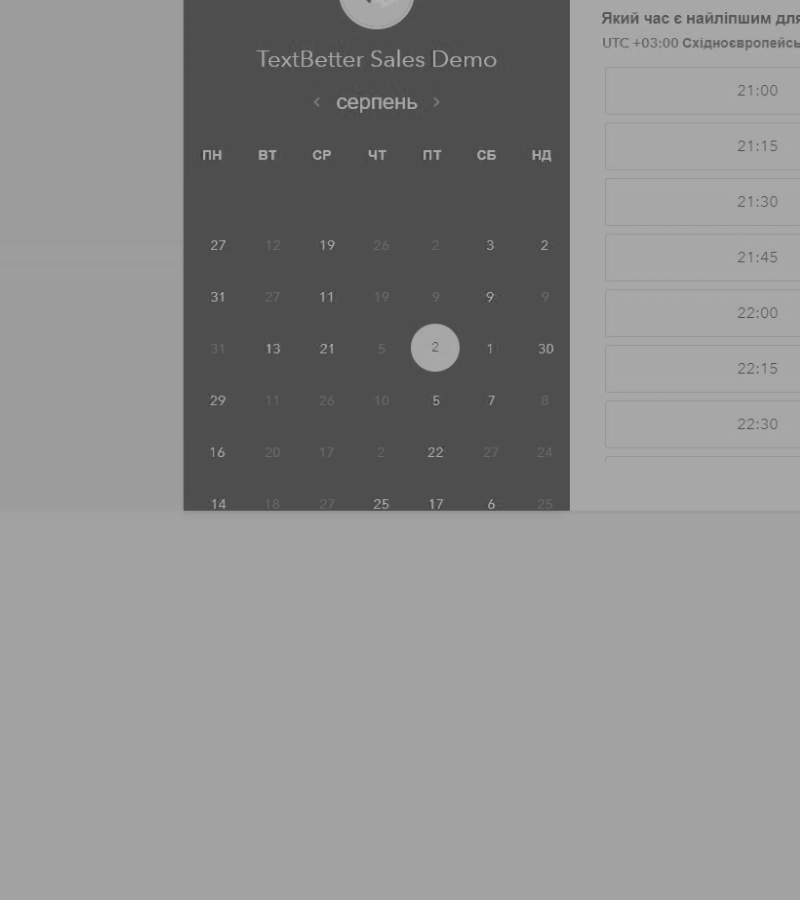 TextBetter Sales Demo
серпень
ПН ВТ СР ЧТ ПТ СБ НД
27 12 19 26 2 3 2
31 27 11 19 9 9 9
31 13 21 5 2 1 30
29 11 26 10 5 7 8
16 20 17 2 22 27 24
14 18 27 25 17 6 25
Який час є найліпшим для
UTC +03:00 Східноєвропейсь
21:00
21:15
21:30
21:45
22:00
22:15
22:30